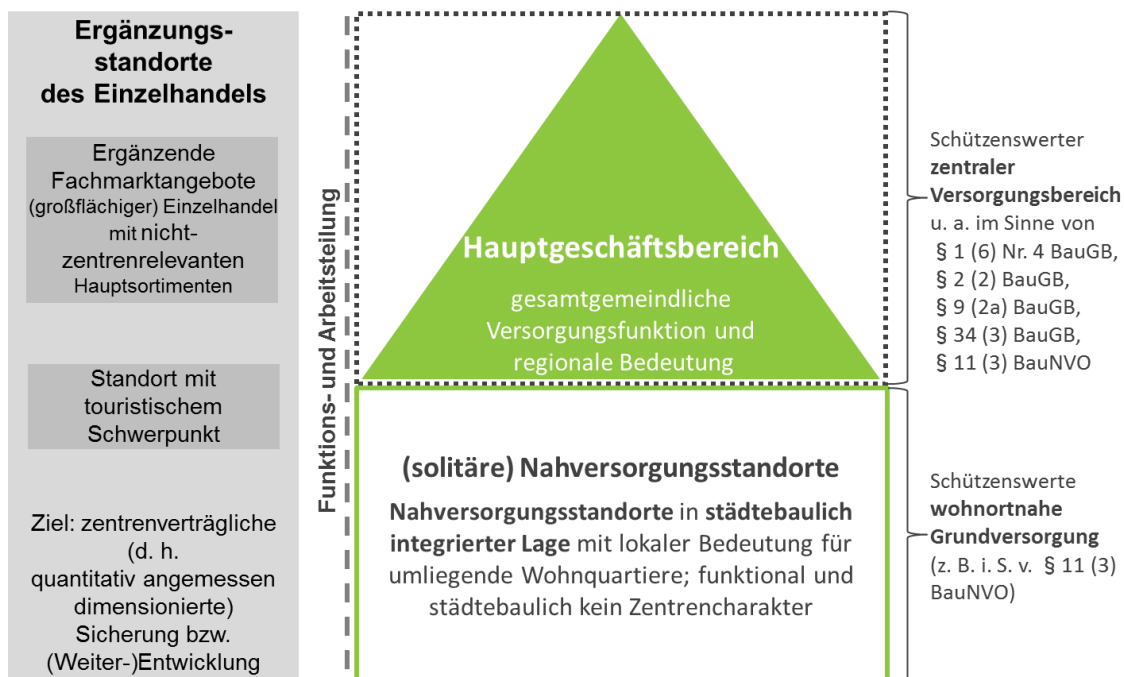 Ergänzungs-
standorte
des Einzelhandels
Ergänzende
Fachmarktangebote
(großflächiger) Einzelhandel
mit nicht-
zentrenrelevanten
Hauptsortimenten
Standort mit
touristischem
Schwerpunkt
Ziel: zentrenverträgliche
(d. h.
quantitativ angemessen
dimensionierte)
Sicherung bzw.
(Weiter-)Entwicklung
Funktions- und Arbeitsteilung
Hauptgeschäftsbereich
gesamtgemeindliche
Versorgungsfunktion und
regionale Bedeutung
(solitäre) Nahversorgungsstandorte
Nahversorgungsstandorte in städtebaulich
integrierter Lage mit lokaler Bedeutung für
umliegende Wohnquartiere; funktional und
städtebaulich kein Zentrencharakter
Schützenswerter
zentraler
Versorgungsbereich
u. a. im Sinne von
§ 1 (6) Nr. 4 BauGB,
§ 2 (2) BauGB,
§ 9 (2a) BauGB,
§ 34 (3) BauGB,
§ 11 (3) BauNVO
Schützenswerte
wohnortnahe
Grundversorgung
(z. B. i. S. v. § 11 (3)
BauNVO)